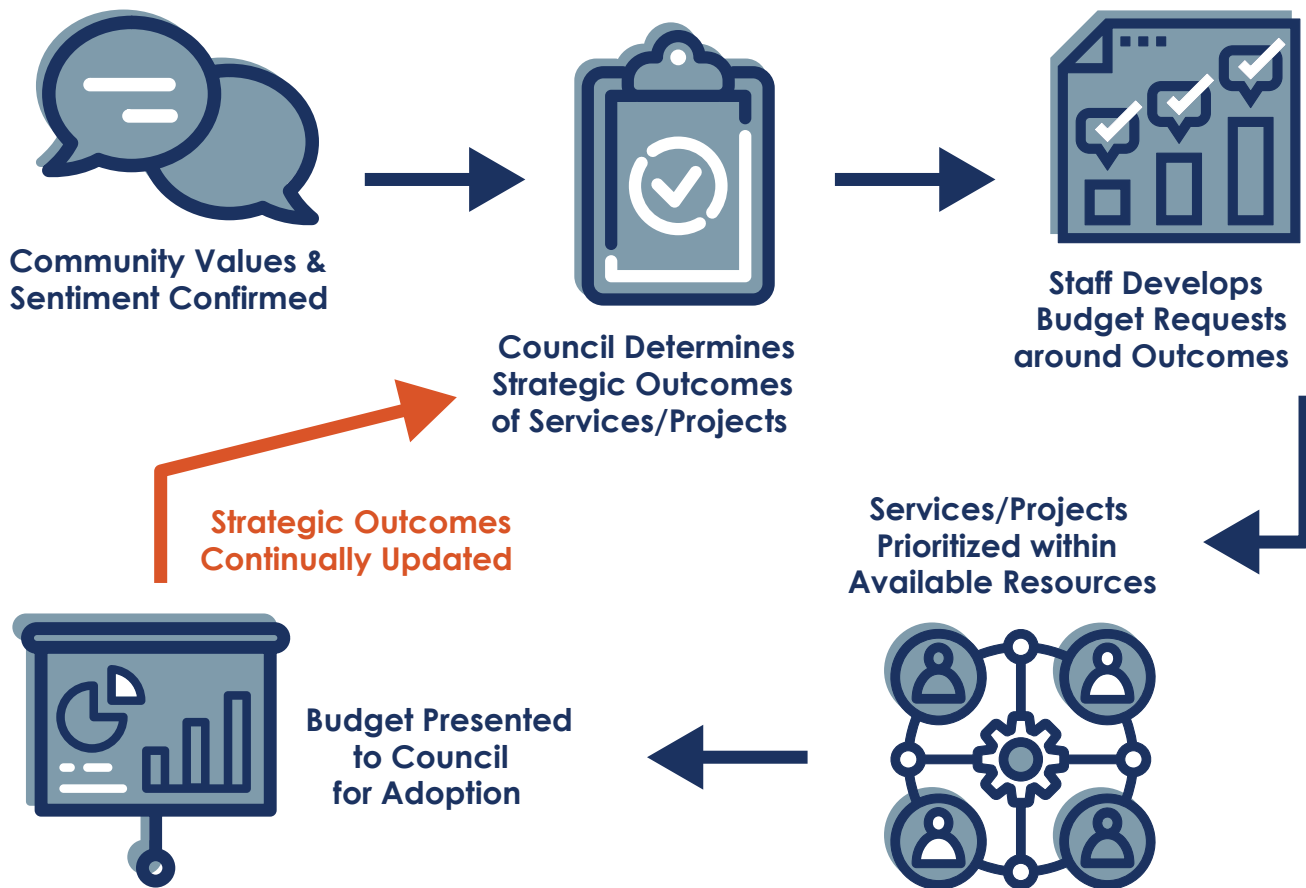 Community Values &
Sentiment Confirmed
Council Determines
Strategic Outcomes
of Services/Projects
Staff Develops
Budget Requests
around Outcomes
Services/Projects
Prioritized within
Available Resources
Budget Presented
to Council
for Adoption
Strategic Outcomes
Continually Updated